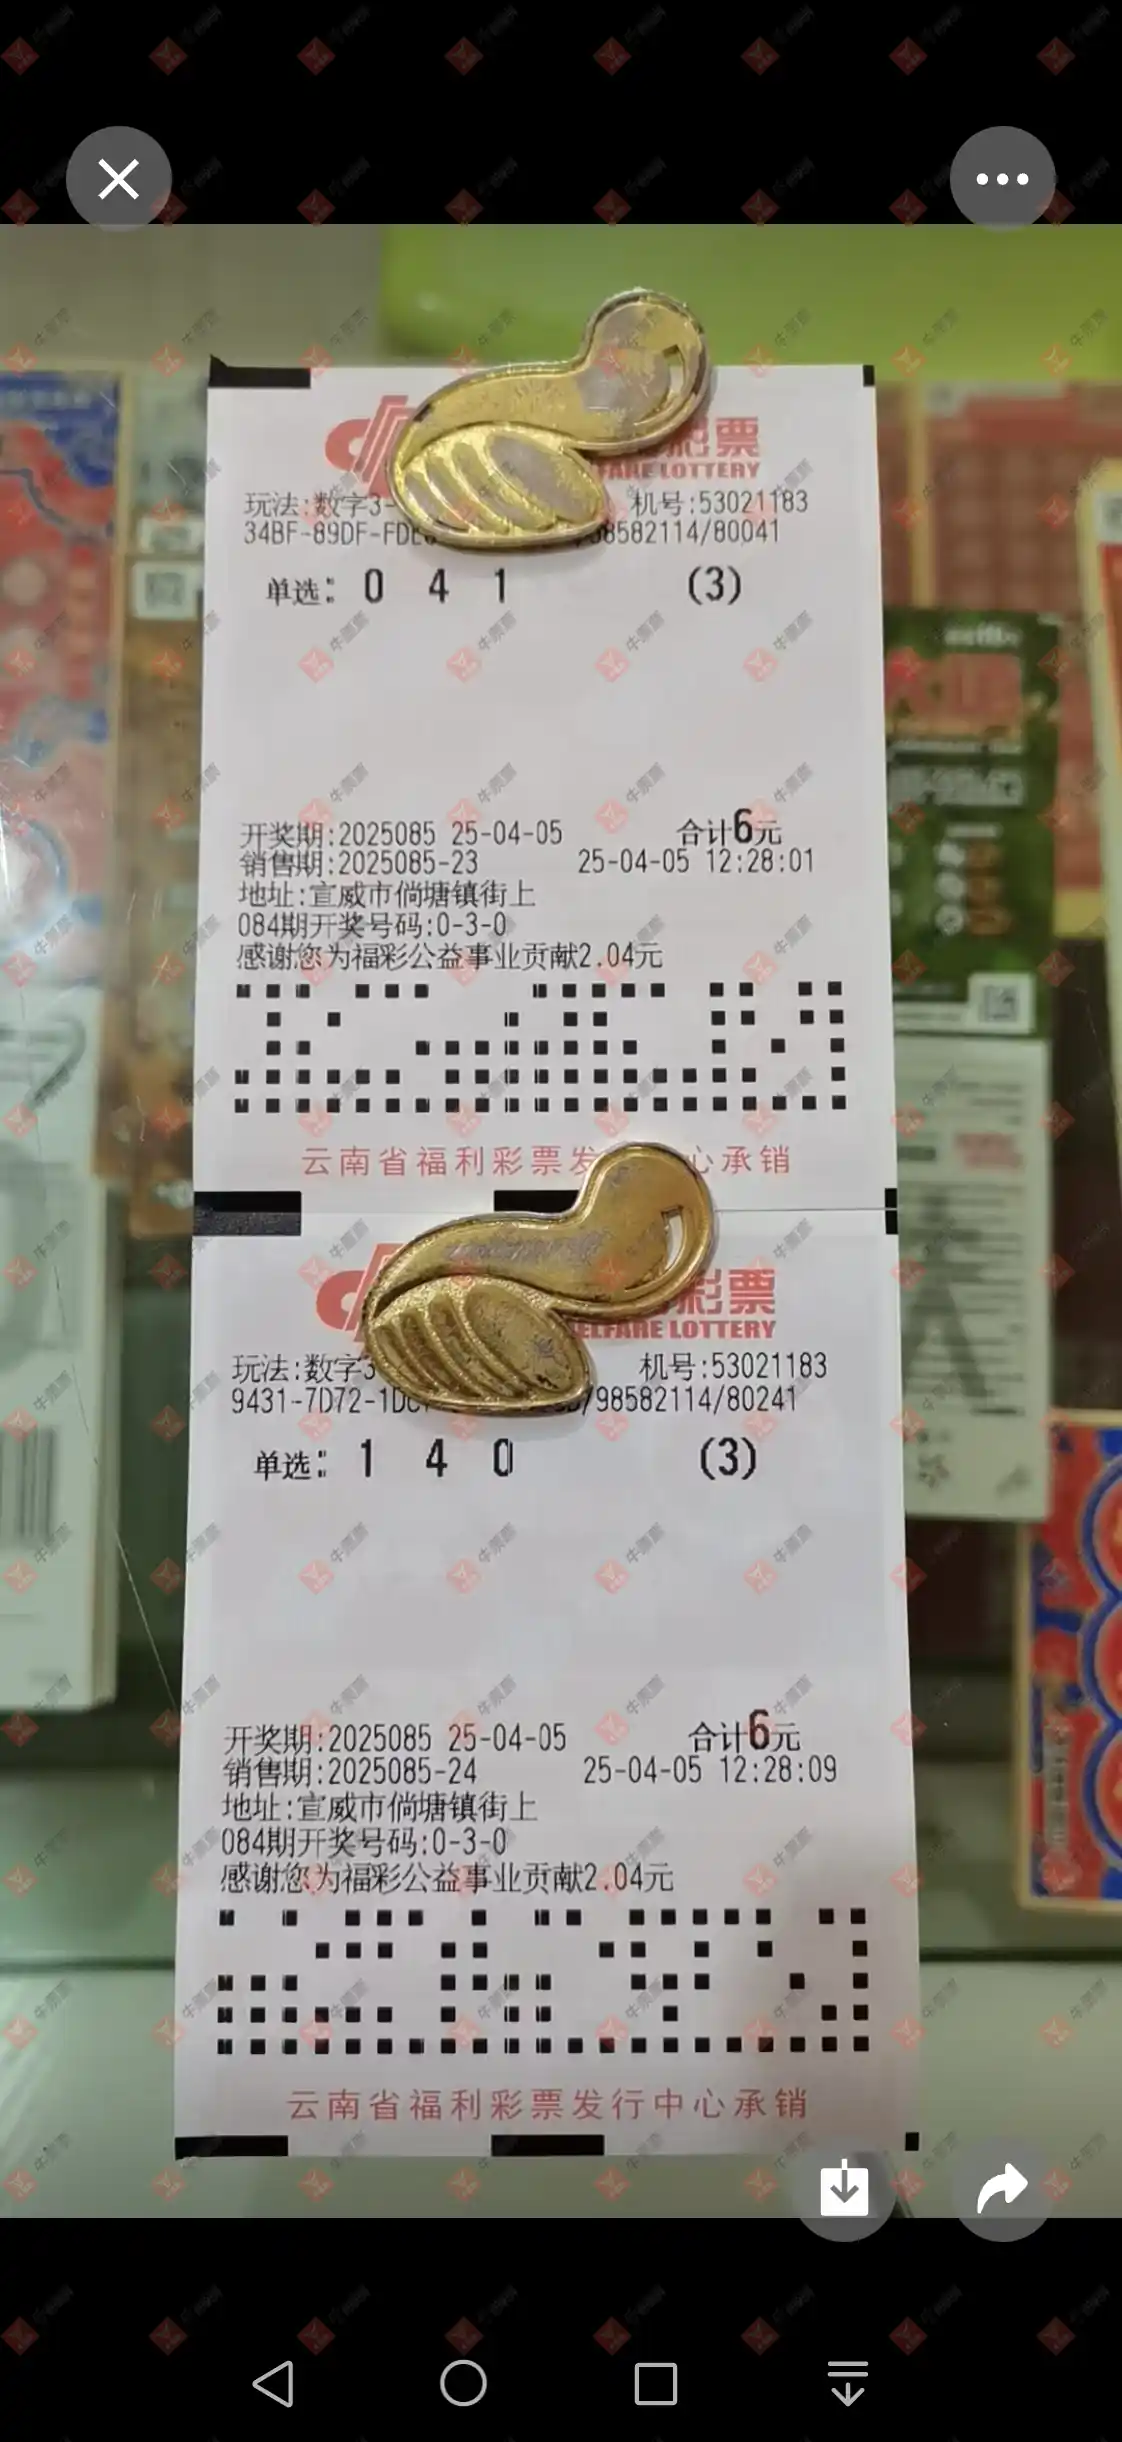 彩票
FARE LOTTERY
玩法:数字3-
机号:53021183
34BF-89DF-FD
8582114/80041
单选: 0 4 1 (3)
开奖期:2025085 25-04-05 合计6元
销售期:2025085-23 25-04-05 12:28:01
地址:宣威市倘塘镇街上
084期开奖号码:0-3-0
感谢您为福彩公益事业贡献2.04元
云南省福利彩票发 心承销
彩票
ELFARE LOTTERY
玩法:数字3
机号:53021183
9431-7D72-1D
/98582114/80241
单选: 1 4 0 (3)
开奖期:2025085 25-04-05 合计6元
销售期:2025085-24 25-04-05 12:28:09
地址:宣威市倘塘镇街上
084期开奖号码:0-3-0
感谢您为福彩公益事业贡献2.04元
云南省福利彩票发行中心承销
牛票票